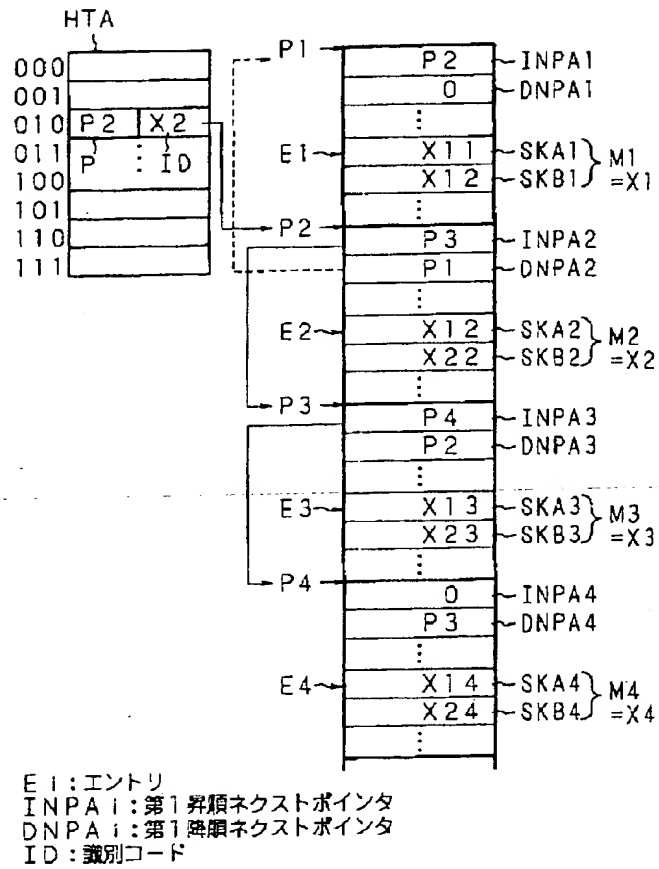 HTA
000
001
010 P2 X2
011 P : ID
100
101
110
111
P1
P2 INPA1
0 DNPA1
:
E1 X11 SKA1 M1
X12 SKB1 =X1
:
P2
P3 INPA2
P1 DNPA2
:
E2 X12 SKA2 M2
X22 SKB2 =X2
:
P3
P4 INPA3
P2 DNPA3
:
E3 X13 SKA3 M3
X23 SKB3 =X3
:
P4
0 INPA4
P3 DNPA4
:
E4 X14 SKA4 M4
X24 SKB4 =X4
:
Ei:エントリ
INPAi:第1昇順ネクストポインタ
DNPAi:第1降順ネクストポインタ
ID:識別コード